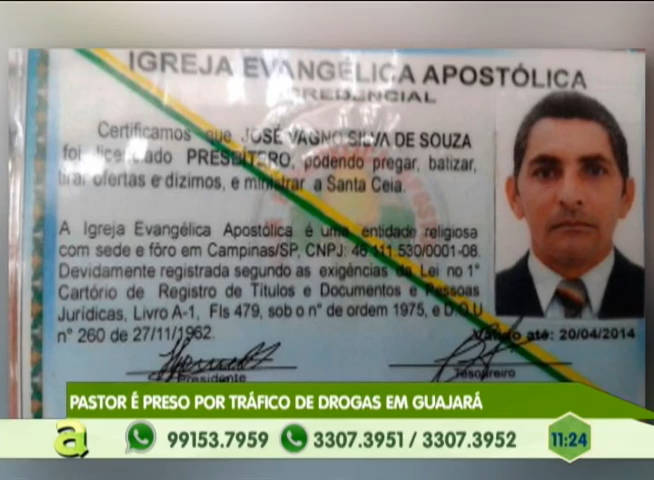 IGREJA EVANGÉLICA APOSTÓLICA
CREDENCIAL
Certificamos que JOSÉ VAGNO SILVA DE SOUZA
foi licenciado PRESBÍTERO, podendo pregar, batizar,
tirar ofertas e dízimos, e ministrar a Santa Ceia.
A Igreja Evangélica Apostólica é uma entidade religiosa
com sede e fôro em Campinas/SP, CNPJ: 46.111.530/0001-08.
Devidamente registrada segundo as exigências da Lei no 1°
Cartório de Registro de Títulos e Documentos e Pessoas
Jurídicas, Livro A-1, Fls 479, sob o n° de ordem 1975, e D.O.U
n° 260 de 27/11/1962.
Válido até: 20/04/2014
Presidente
Tesoureiro
PASTOR É PRESO POR TRÁFICO DE DROGAS EM GUAJARÁ
a 99153.7959 3307.3951 / 3307.3952 11:24